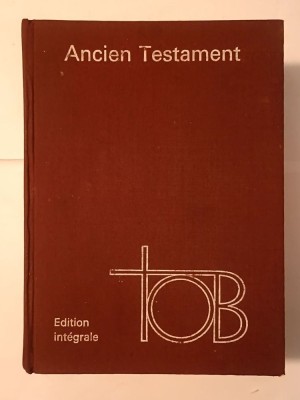 Ancien Testament
Edition
intégrale
TOB